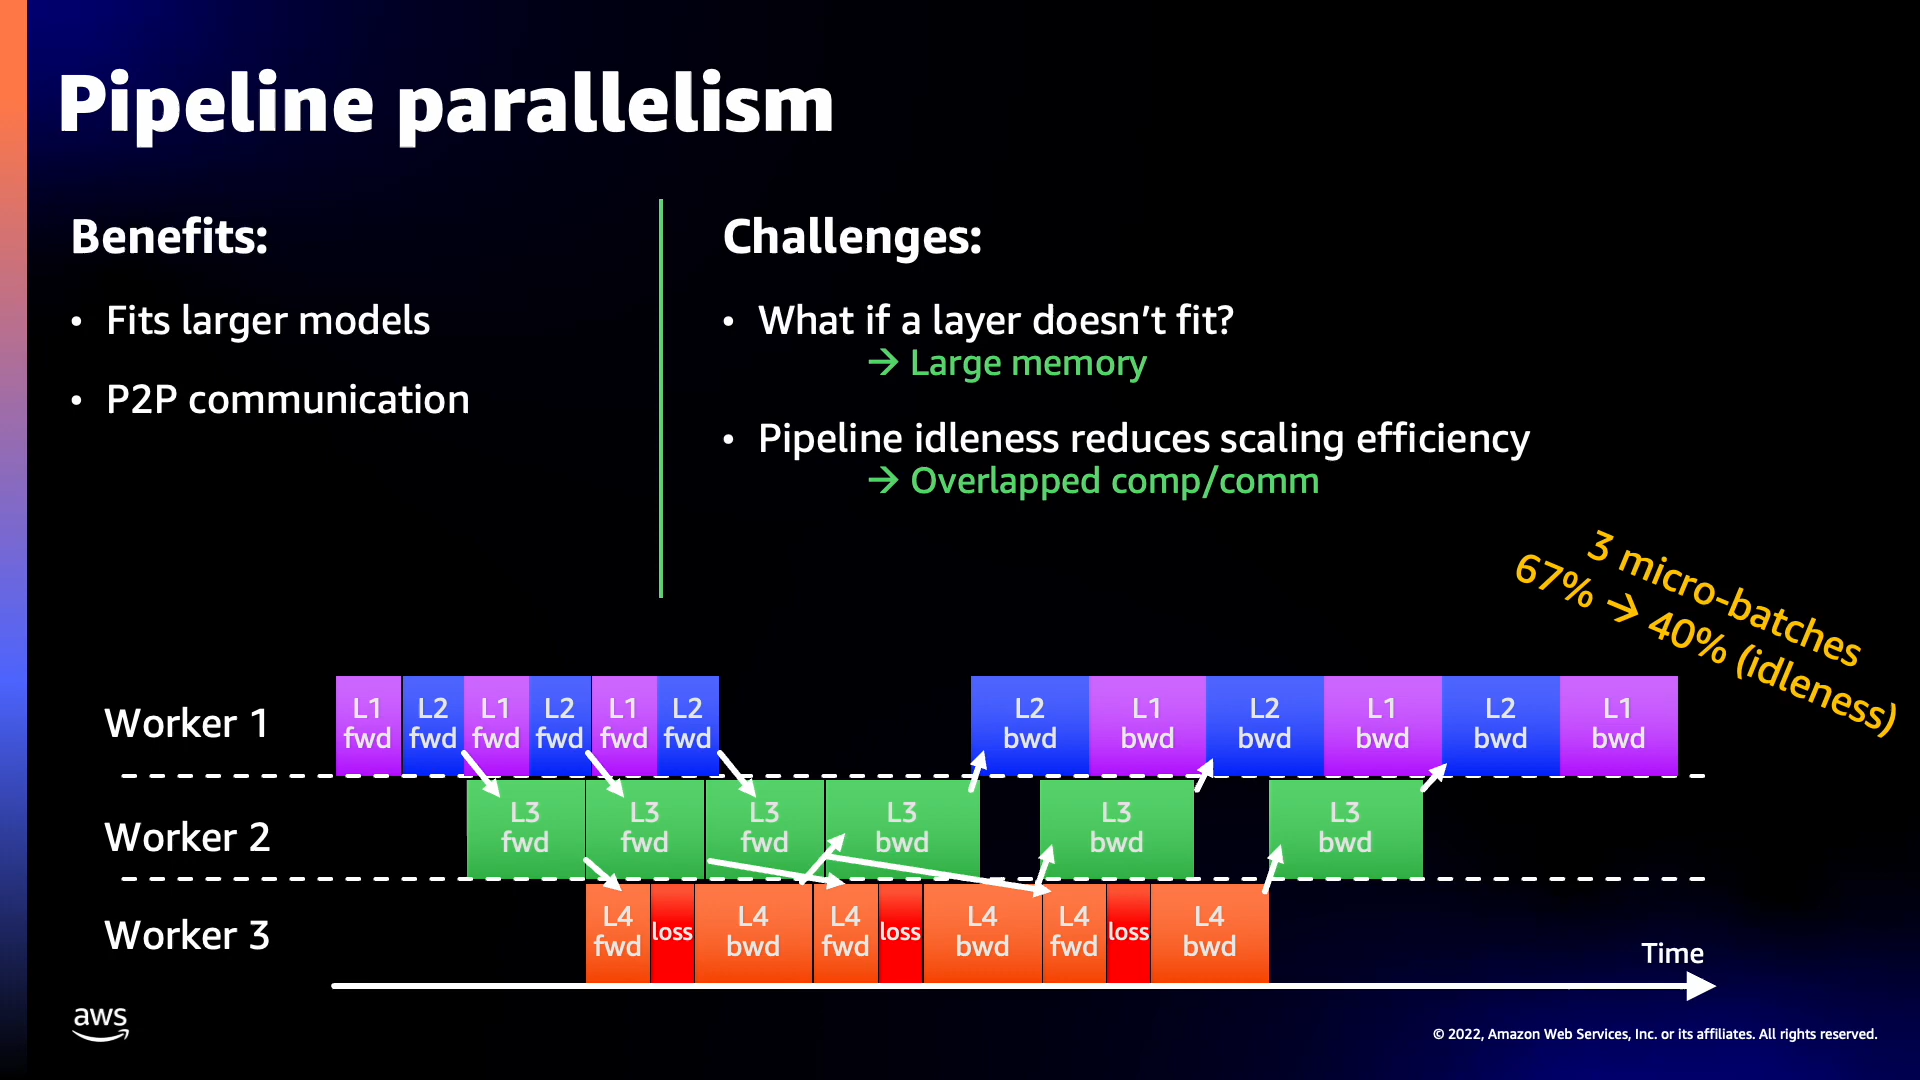 Pipeline parallelism
Benefits:
• Fits larger models
• P2P communication
Challenges:
• What if a layer doesn’t fit?
→ Large memory
• Pipeline idleness reduces scaling efficiency
→ Overlapped comp/comm
3 micro-batches
67% → 40% (idleness)
Worker 1
L1 fwd
L2 fwd
L1 fwd
L2 fwd
L1 fwd
L2 fwd
L2 bwd
L1 bwd
L2 bwd
L1 bwd
L2 bwd
L1 bwd
Worker 2
L3 fwd
L3 fwd
L3 fwd
L3 bwd
L3 bwd
L3 bwd
Worker 3
L4 fwd
loss
L4 bwd
L4 fwd
loss
L4 bwd
L4 fwd
loss
L4 bwd
Time
aws
© 2022, Amazon Web Services, Inc. or its affiliates. All rights reserved.